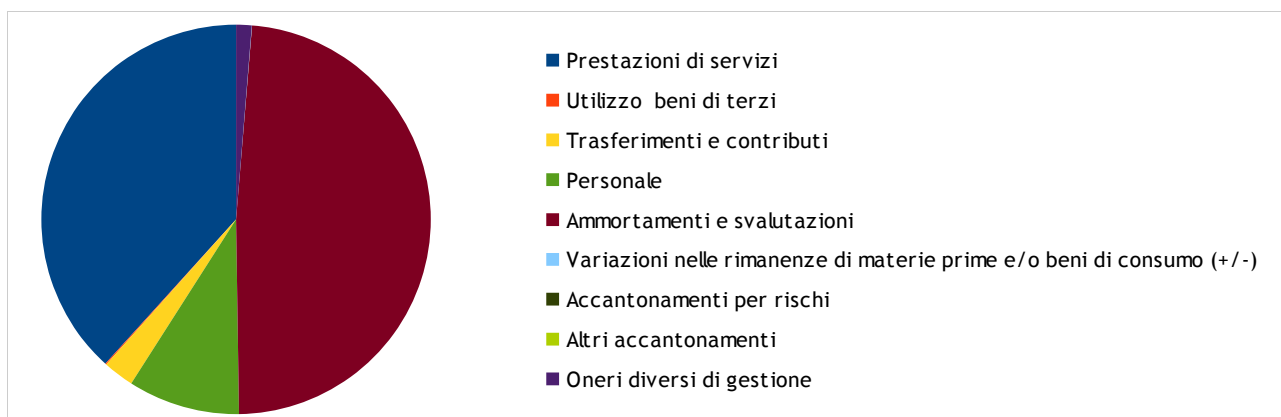 Prestazioni di servizi
Utilizzo beni di terzi
Trasferimenti e contributi
Personale
Ammortamenti e svalutazioni
Variazioni nelle rimanenze di materie prime e/o beni di consumo (+/-)
Accantonamenti per rischi
Altri accantonamenti
Oneri diversi di gestione